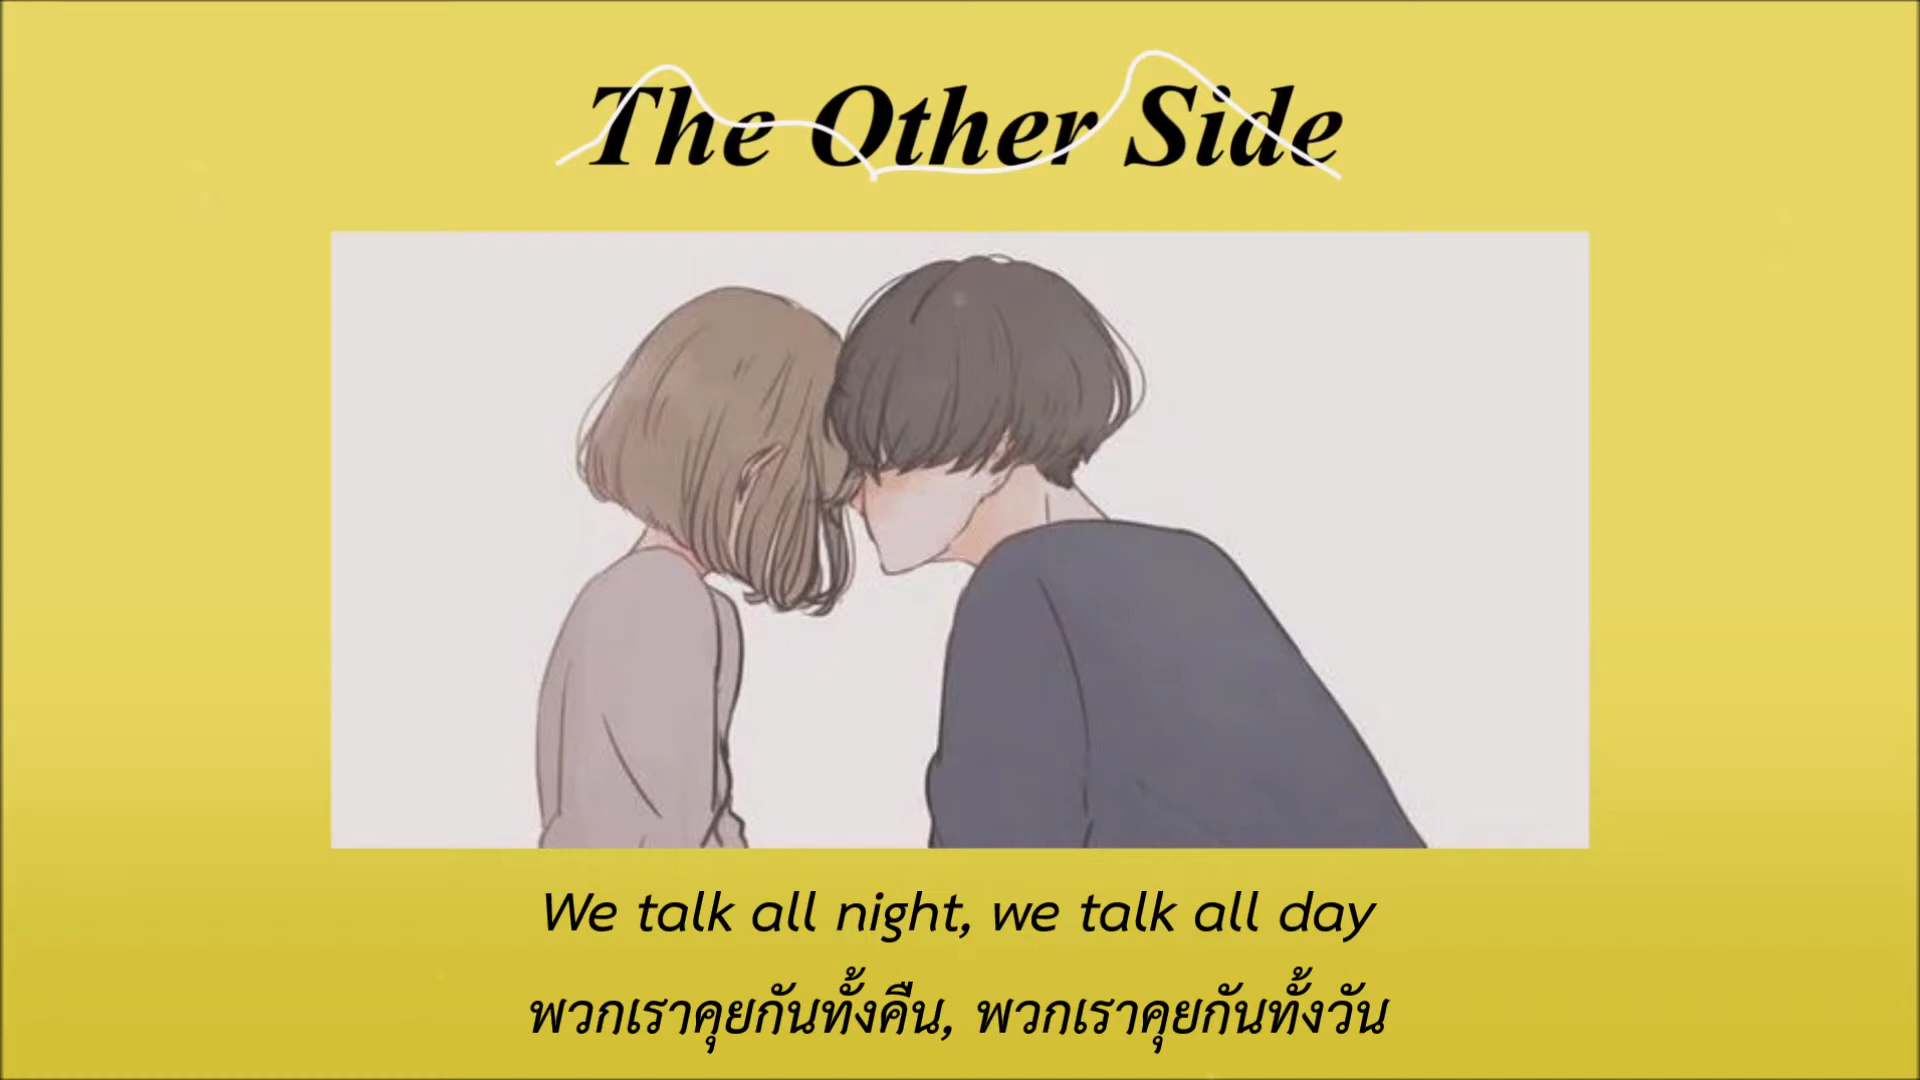 The Other Side
We talk all night, we talk all day
พวกเราคุยกันทั้งคืน, พวกเราคุยกันทั้งวัน